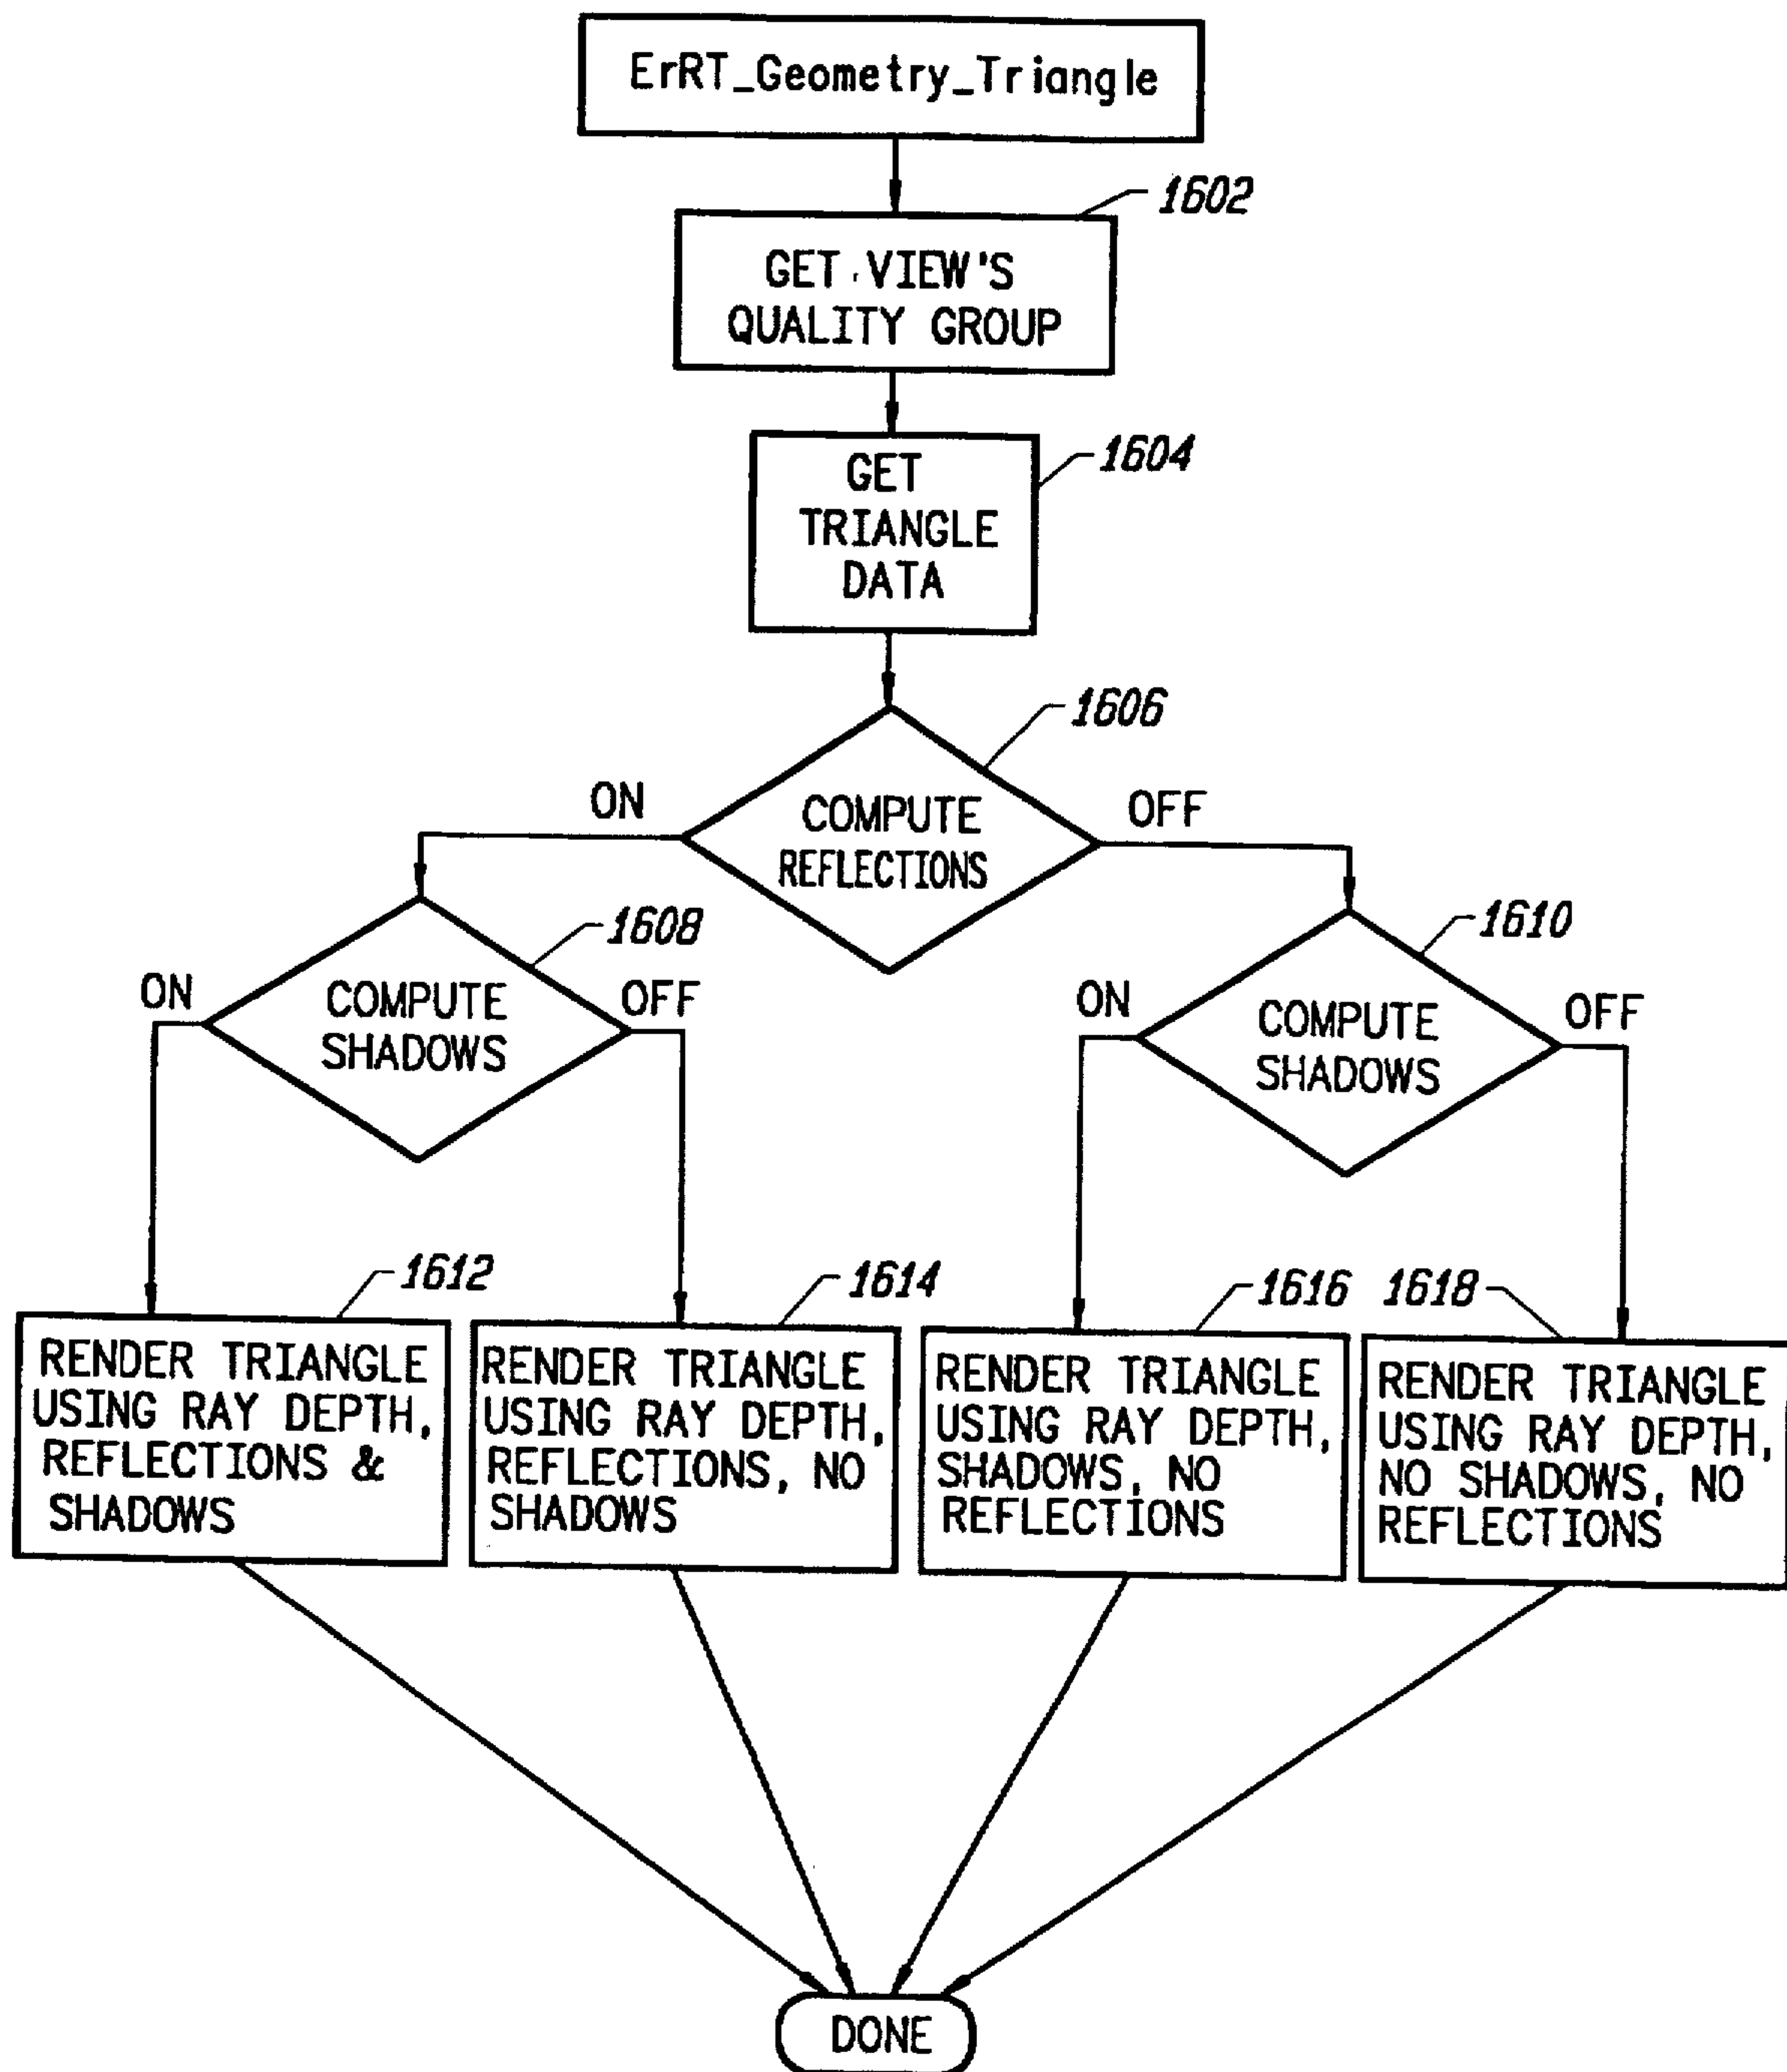 ErRT_Geometry_Triangle
1602
GET VIEW'S
QUALITY GROUP
1604
GET
TRIANGLE
DATA
1606
ON
COMPUTE
REFLECTIONS
OFF
1608
ON
COMPUTE
SHADOWS
OFF
1610
ON
COMPUTE
SHADOWS
OFF
1612
RENDER TRIANGLE
USING RAY DEPTH,
REFLECTIONS &
SHADOWS
1614
RENDER TRIANGLE
USING RAY DEPTH,
REFLECTIONS, NO
SHADOWS
1616
RENDER TRIANGLE
USING RAY DEPTH,
SHADOWS, NO
REFLECTIONS
1618
RENDER TRIANGLE
USING RAY DEPTH,
NO SHADOWS, NO
REFLECTIONS
DONE